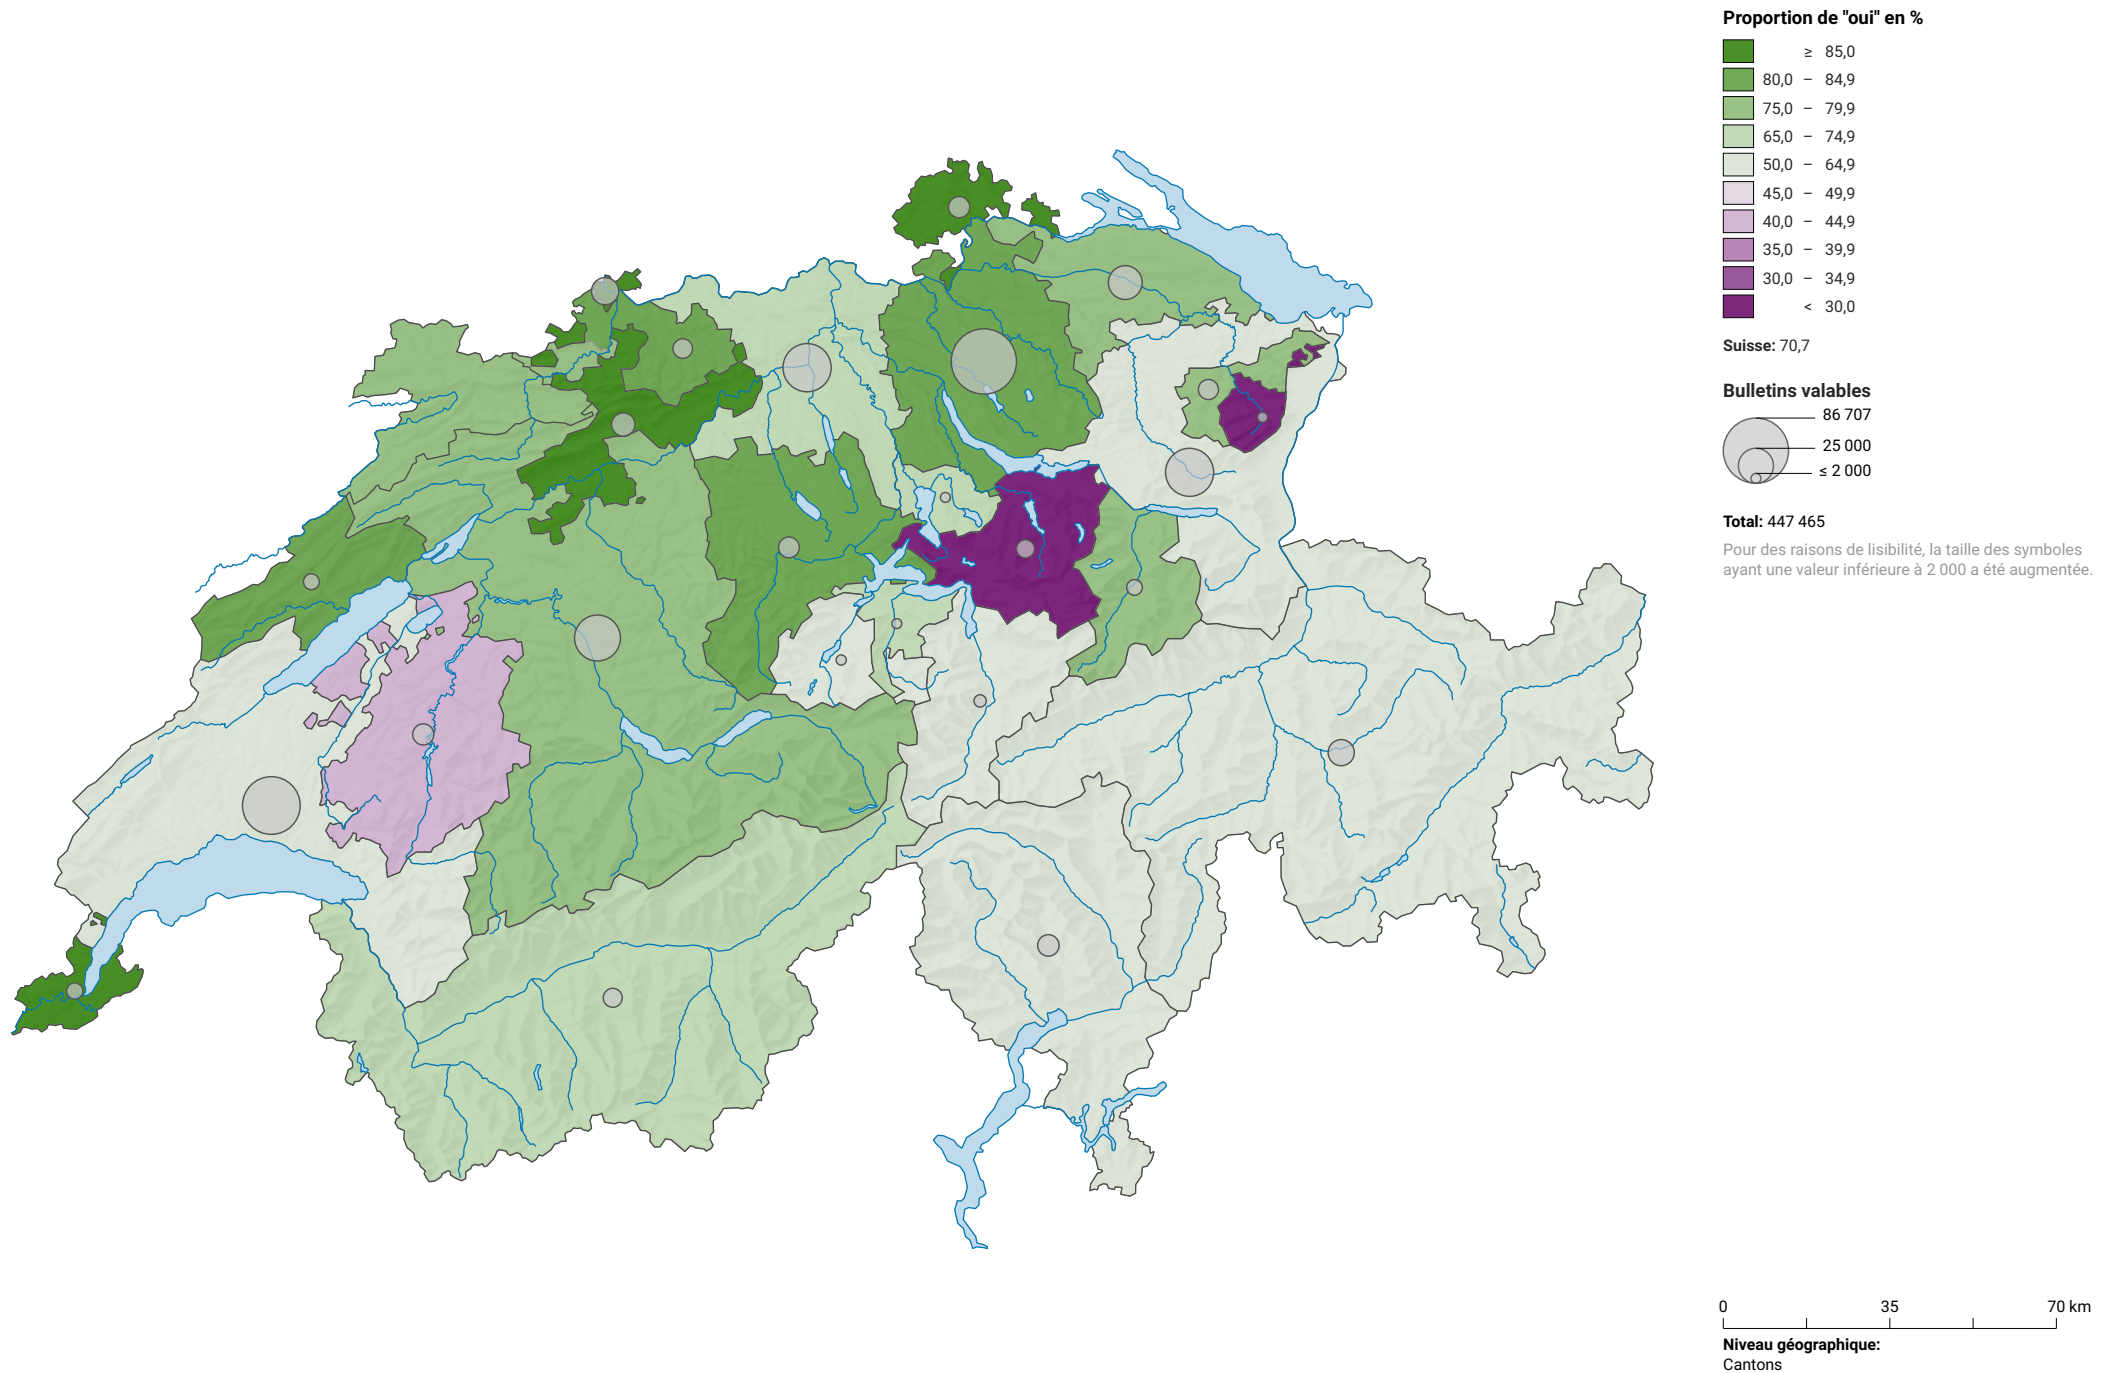 Proportion de "oui" en %
≥ 85,0
80,0 – 84,9
75,0 – 79,9
65,0 – 74,9
50,0 – 64,9
45,0 – 49,9
40,0 – 44,9
35,0 – 39,9
30,0 – 34,9
< 30,0
Suisse: 70,7
Bulletins valables
86 707
25 000
≤ 2 000
Total: 447 465
Pour des raisons de lisibilité, la taille des symboles
ayant une valeur inférieure à 2 000 a été augmentée.
0 35 70 km
Niveau géographique:
Cantons